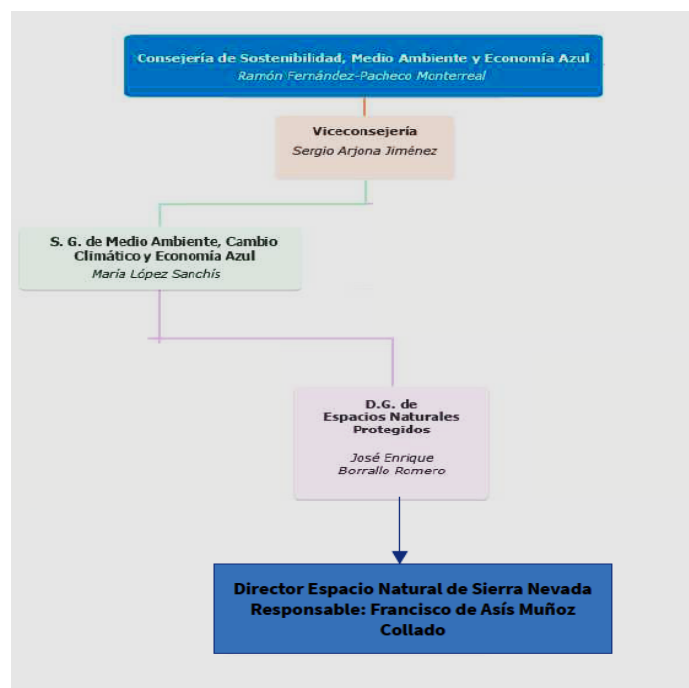 Consejería de Sostenibilidad, Medio Ambiente y Economía Azul
Ramón Fernández-Pacheco Monterreal
Viceconsejería
Sergio Arjona Jiménez
S. G. de Medio Ambiente, Cambio
Climático y Economía Azul
María López Sanchís
D.G. de
Espacios Naturales
Protegidos
José Enrique
Borrallo Romero
Director Espacio Natural de Sierra Nevada
Responsable: Francisco de Asís Muñoz
Collado